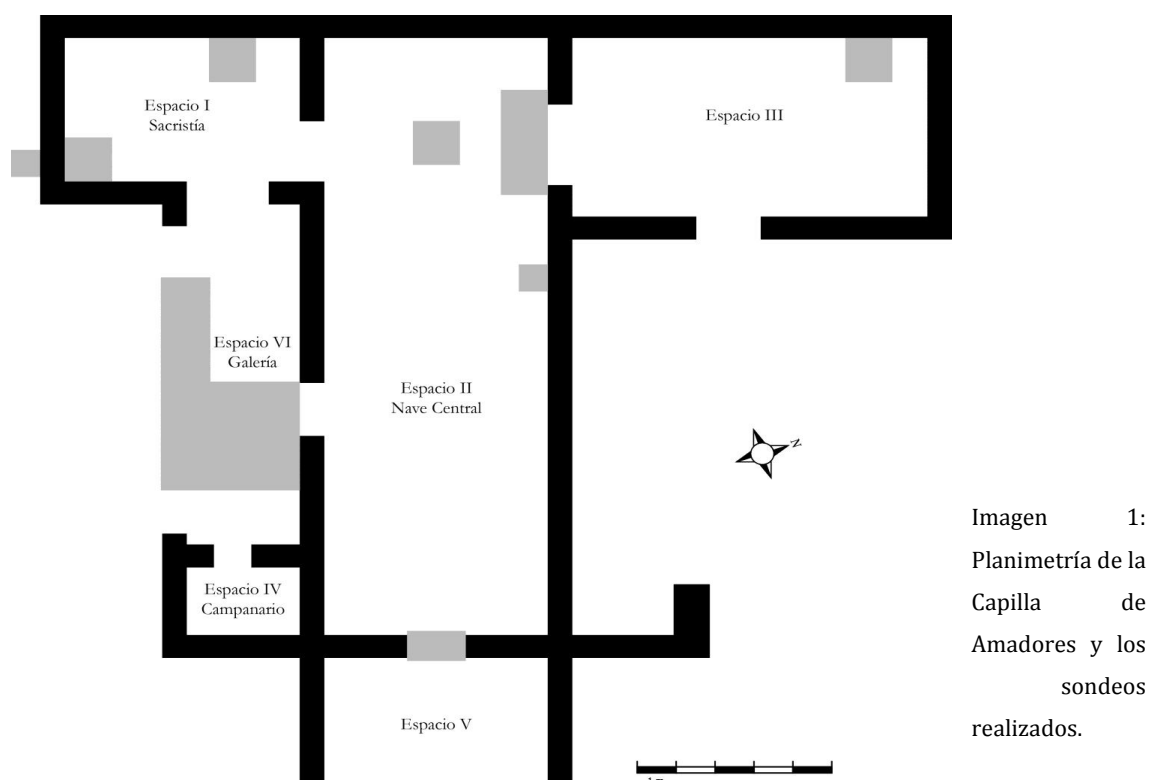 Espacio I
Sacristía
Espacio III
Espacio VI
Galería
Espacio II
Nave Central
N
Espacio IV
Campanario
Espacio V
Imagen 1:
Planimetría de la
Capilla de
Amadores y los
sondeos
realizados.